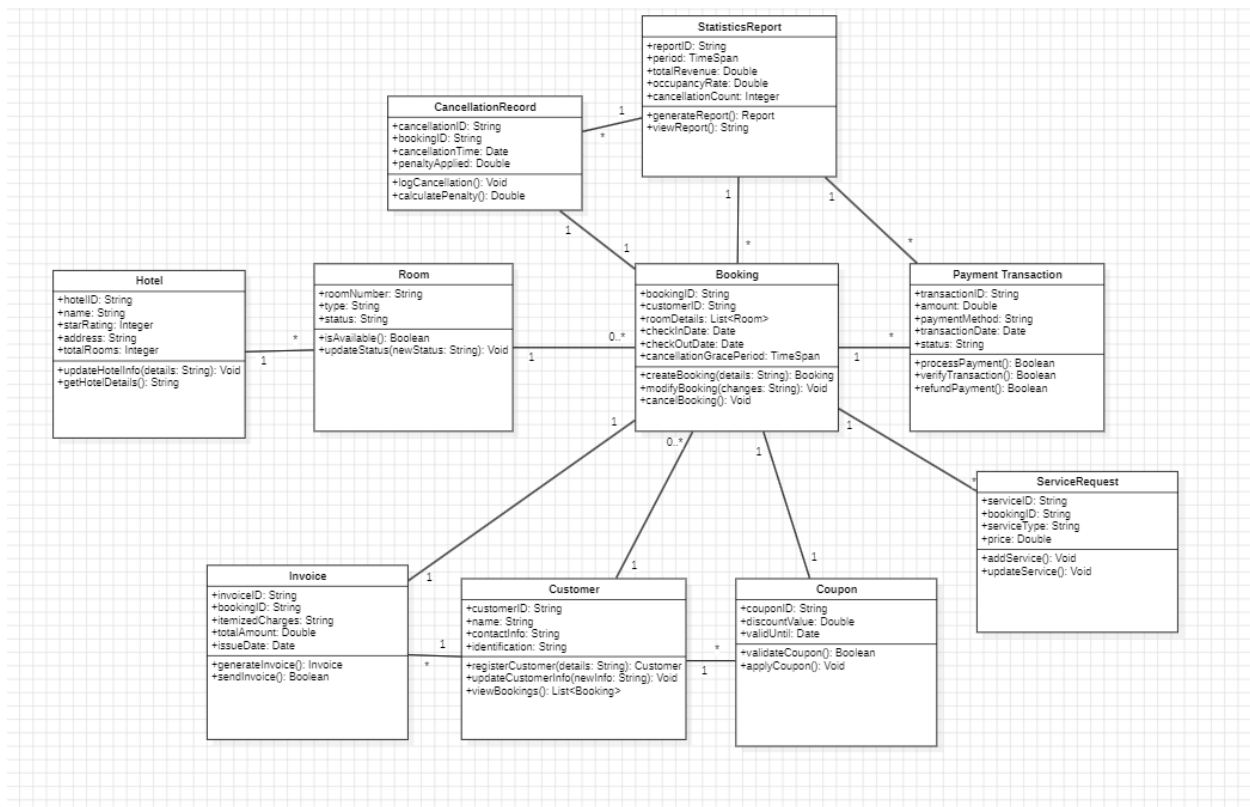 StatisticsReport
+reportID: String
+period: TimeSpan
+totalRevenue: Double
+occupancyRate: Double
+cancellationCount: Integer
+generateReport(): Report
+viewReport(): String
CancellationRecord
+cancellationID: String
+bookingID: String
+cancellationTime: Date
+penaltyApplied: Double
+logCancellation(): Void
+calculatePenalty(): Double
1
*
1
*
1
*
1
1
Hotel
+hotelID: String
+name: String
+starRating: Integer
+address: String
+totalRooms: Integer
+updateHotelInfo(details: String): Void
+getHotelDetails(): String
*
1
Room
+roomNumber: String
+type: String
+status: String
+isAvailable(): Boolean
+updateStatus(newStatus: String): Void
0..*
1
Booking
+bookingID: String
+customerID: String
+roomDetails: List<Room>
+checkInDate: Date
+checkOutDate: Date
+cancellationGracePeriod: TimeSpan
+createBooking(details: String): Booking
+modifyBooking(changes: String): Void
+cancelBooking(): Void
*
1
Payment Transaction
+transactionID: String
+amount: Double
+paymentMethod: String
+transactionDate: Date
+status: String
+processPayment(): Boolean
+verifyTransaction(): Boolean
+refundPayment(): Boolean
1
0..*
1
1
*
ServiceRequest
+serviceID: String
+bookingID: String
+serviceType: String
+price: Double
+addService(): Void
+updateService(): Void
1
1
1
Invoice
+invoiceID: String
+bookingID: String
+itemizedCharges: String
+totalAmount: Double
+issueDate: Date
+generateInvoice(): Invoice
+sendInvoice(): Boolean
1
*
Customer
+customerID: String
+name: String
+contactInfo: String
+identification: String
+registerCustomer(details: String): Customer
+updateCustomerInfo(newInfo: String): Void
+viewBookings(): List<Booking>
*
1
Coupon
+couponID: String
+discountValue: Double
+validUntil: Date
+validateCoupon(): Boolean
+applyCoupon(): Void